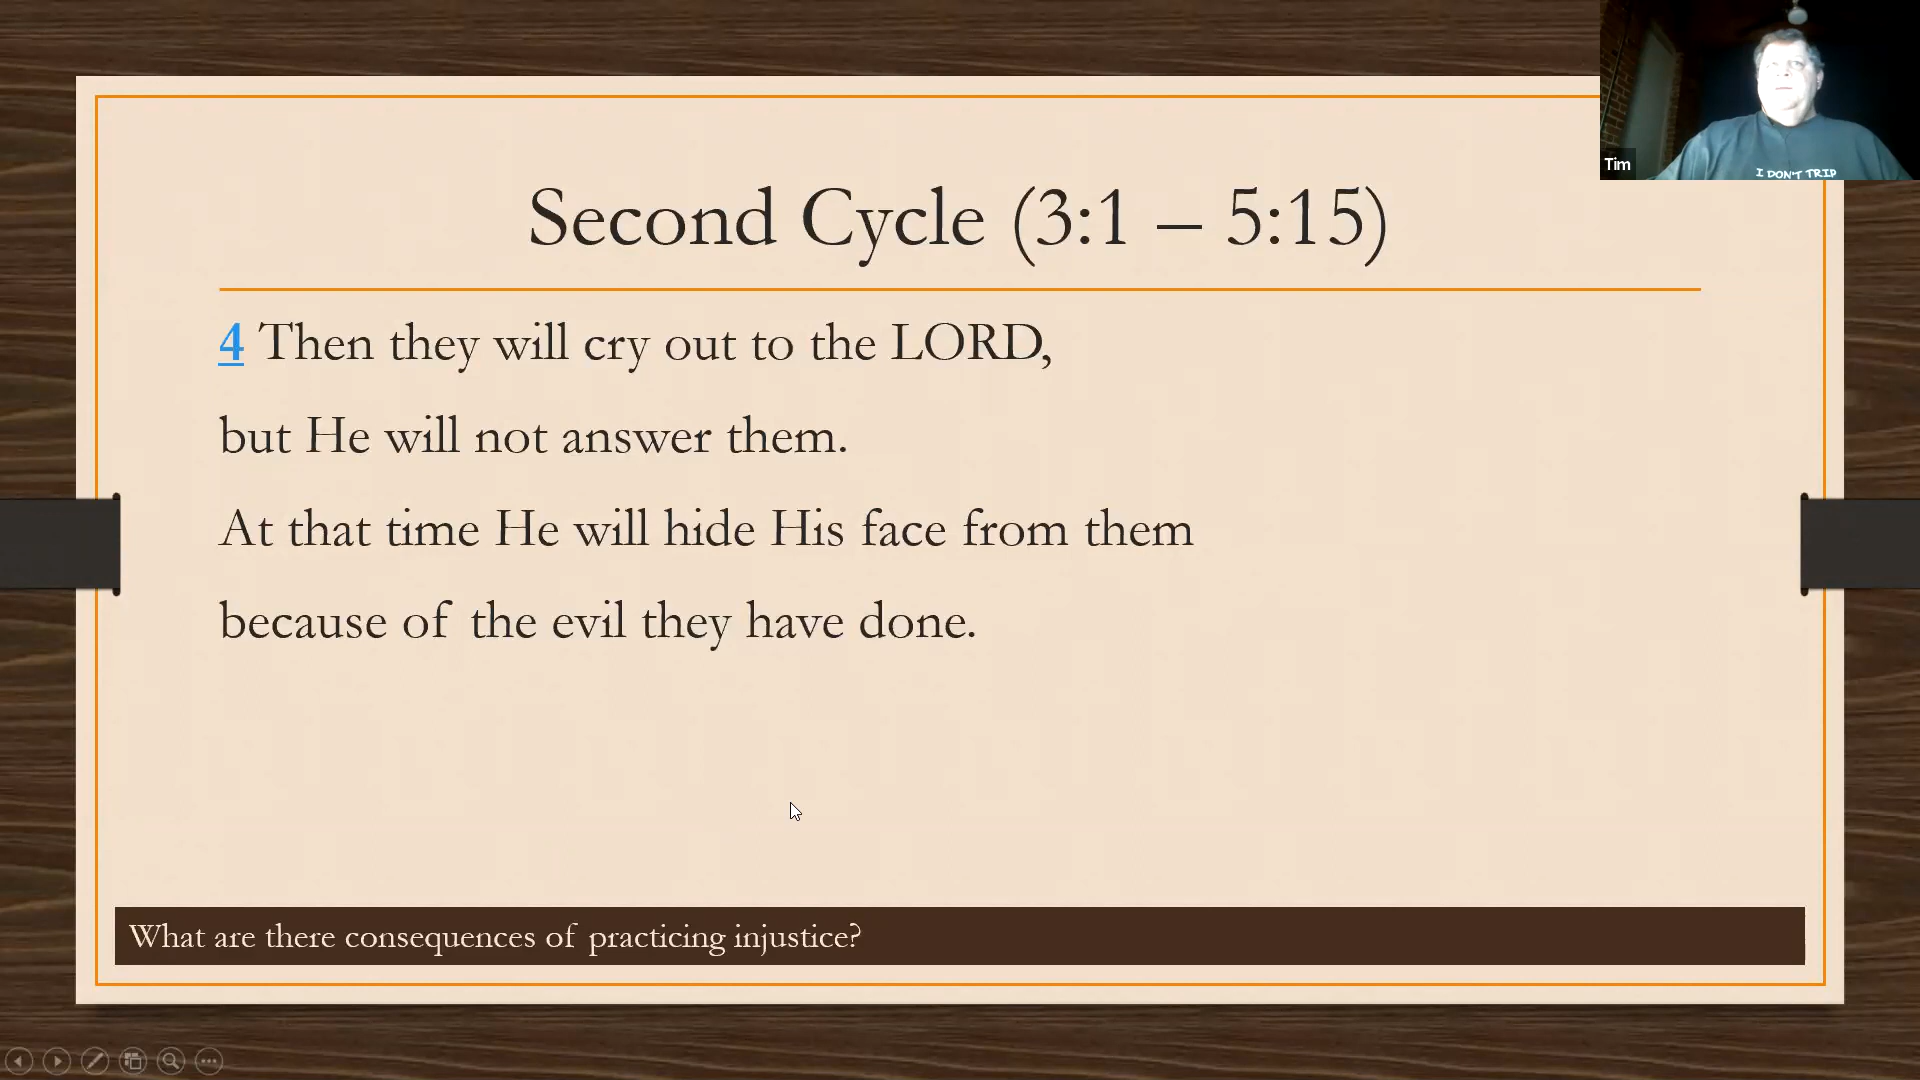 Second Cycle (3:1 – 5:15)
4 Then they will cry out to the LORD,
but He will not answer them.
At that time He will hide His face from them
because of the evil they have done.
What are there consequences of practicing injustice?
Tim
I DON'T TRIP